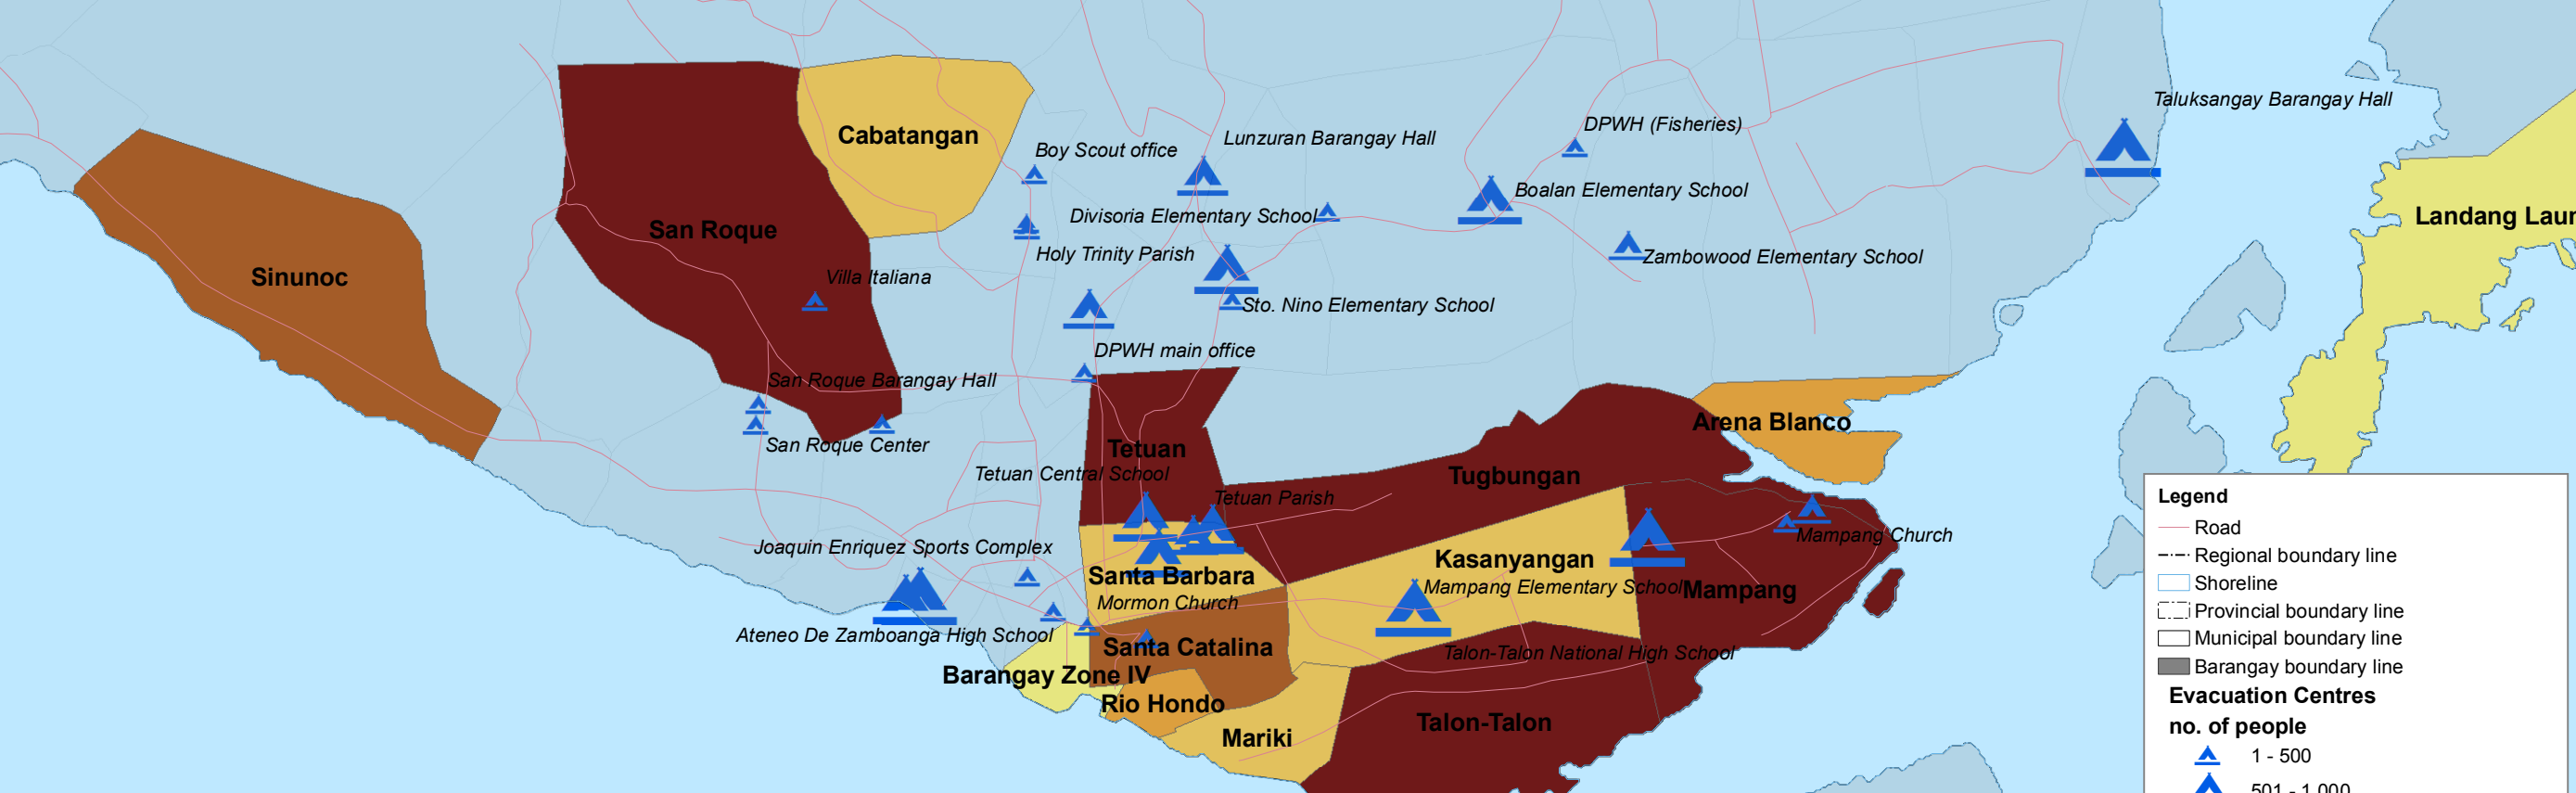 Taluksangay Barangay Hall
DPWH (Fisheries)
Cabatangan
Lunzuran Barangay Hall
Boy Scout office
Boalan Elementary School
Divisoria Elementary School
San Roque
Holy Trinity Parish
Zambowood Elementary School
Sinunoc
Villa Italiana
Sto. Nino Elementary School
DPWH main office
San Roque Barangay Hall
Arena Blanco
San Roque Center
Tetuan
Tetuan Central School
Tugbungan
Tetuan Parish
Mampang Church
Joaquin Enriquez Sports Complex
Kasanyangan
Santa Barbara
Mampang Elementary School
Mampang
Mormon Church
Ateneo De Zamboanga High School
Santa Catalina
Talon-Talon National High School
Barangay Zone IV
Rio Hondo
Talon-Talon
Mariki
Legend
Road
Regional boundary line
Shoreline
Provincial boundary line
Municipal boundary line
Barangay boundary line
Evacuation Centres
no. of people
1 - 500
501 - 1,000
Landang